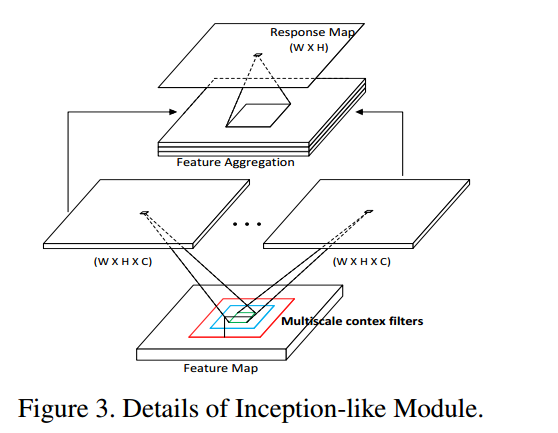 Response Map
(W X H)
Feature Aggregation
(W X H X C)
(W X H X C)
Multiscale contex filters
Feature Map
Figure 3. Details of Inception-like Module.